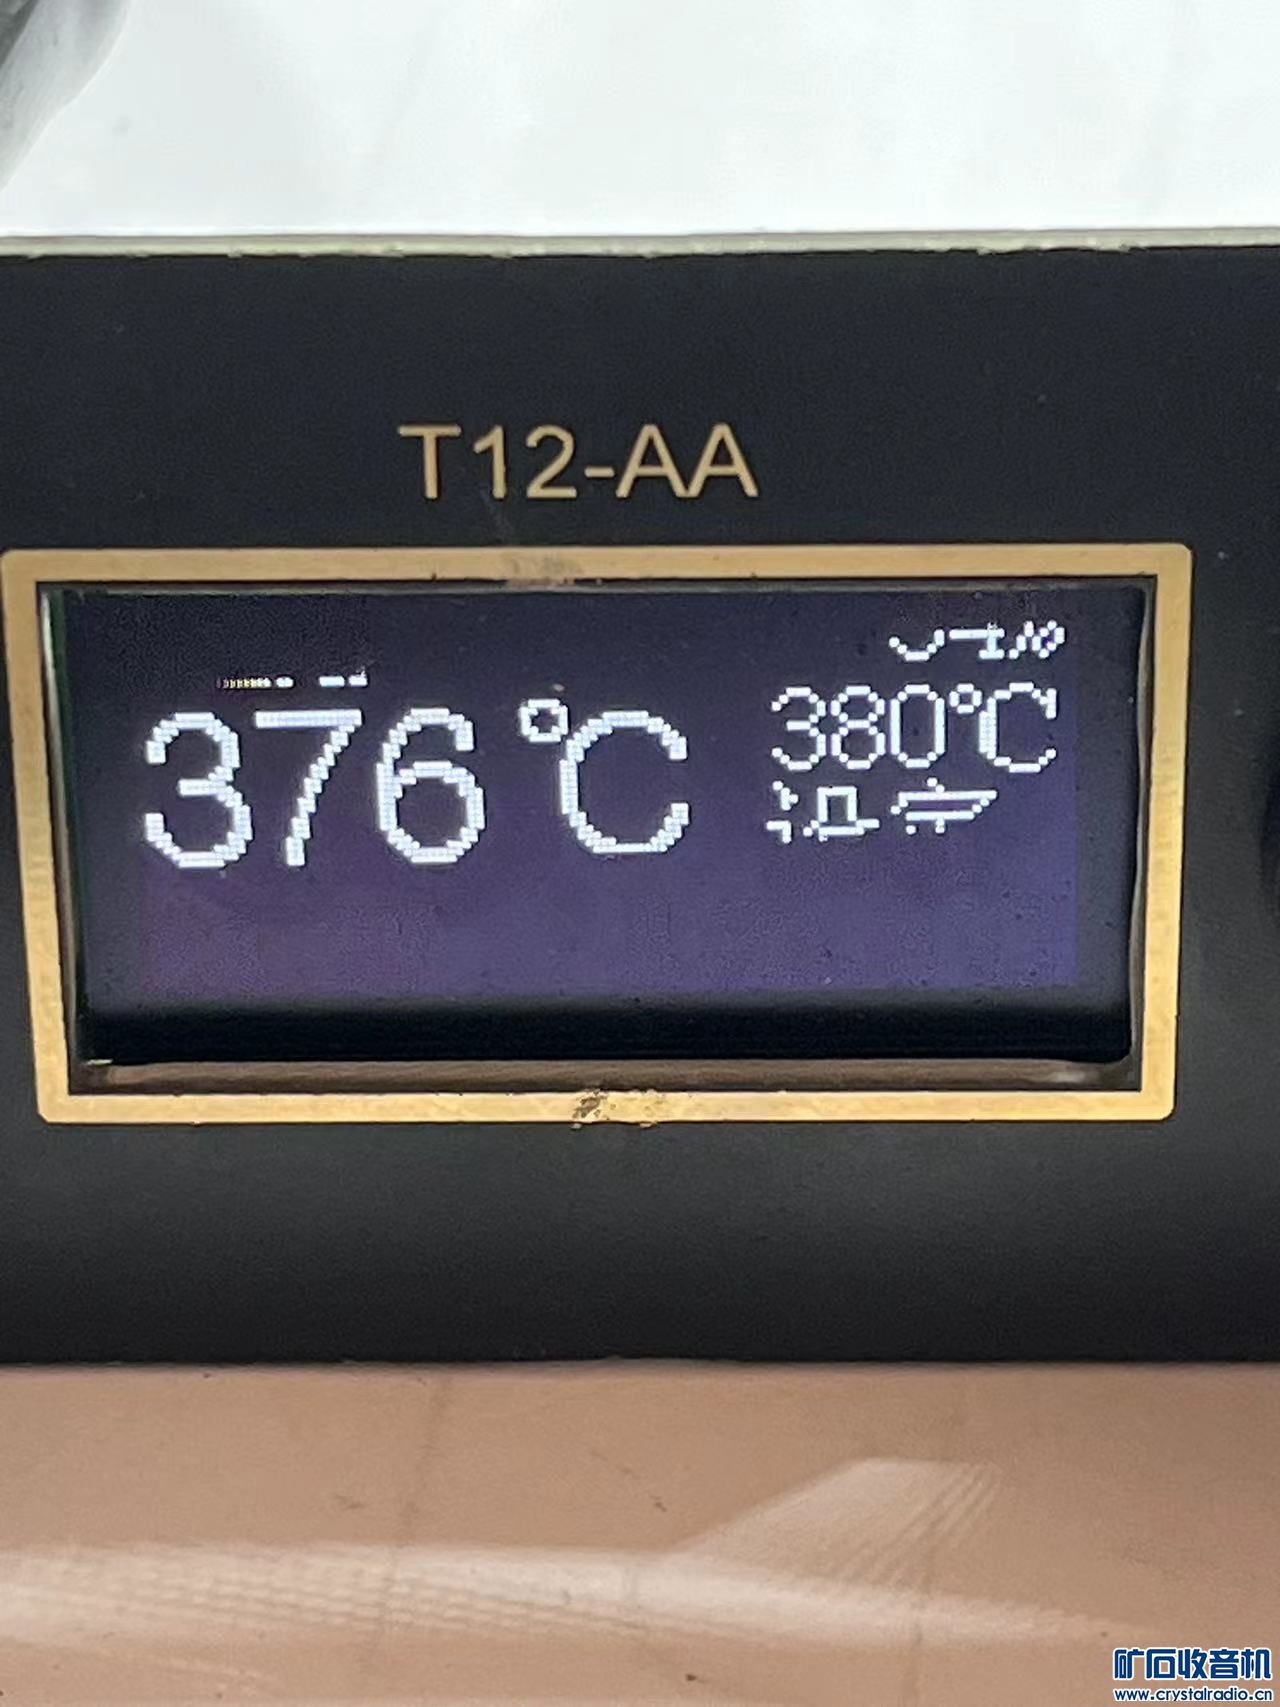 T12-AA
376°C
380°C
矿石收音机
www.crystalradio.cn